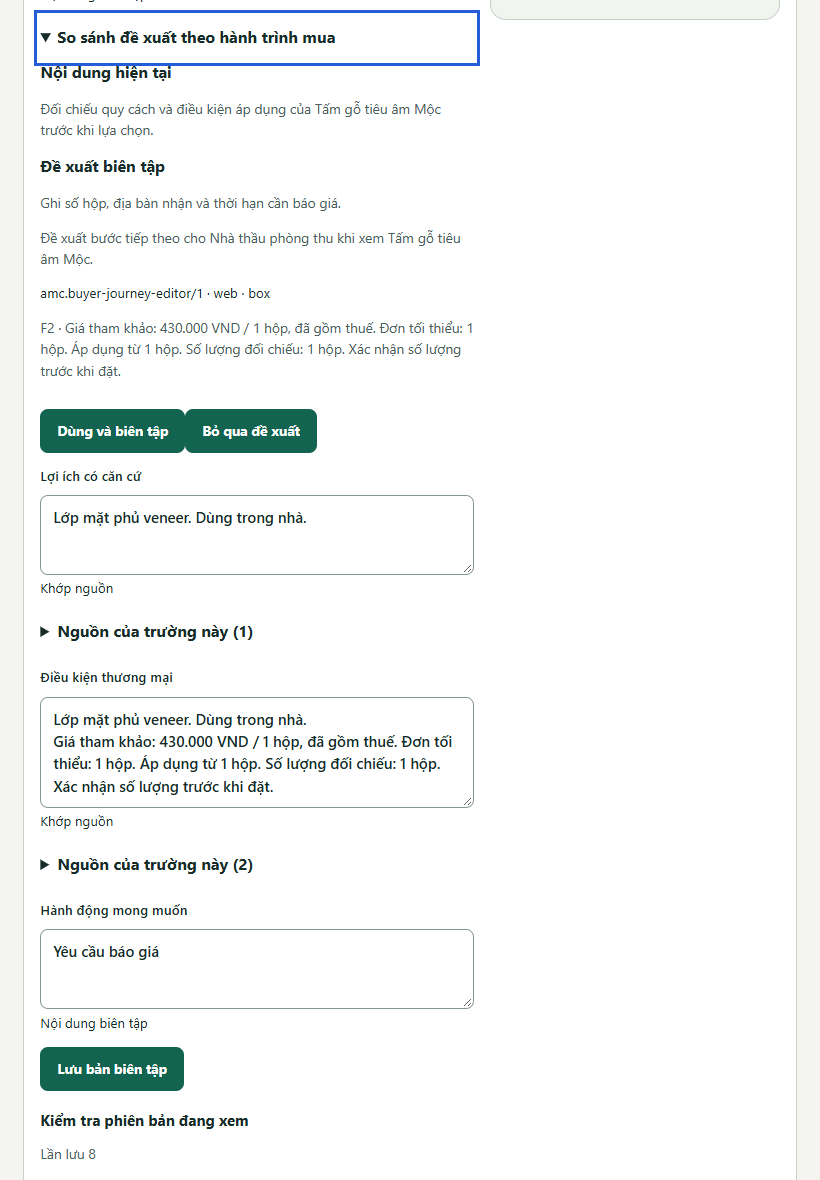 So sánh đề xuất theo hành trình mua
Nội dung hiện tại
Đối chiếu quy cách và điều kiện áp dụng của Tấm gỗ tiêu âm Mộc
trước khi lựa chọn.
Đề xuất biên tập
Ghi số hộp, địa bàn nhận và thời hạn cần báo giá.
Đề xuất bước tiếp theo cho Nhà thầu phòng thu khi xem Tấm gỗ tiêu
âm Mộc.
amc.buyer-journey-editor/1 · web · box
F2 · Giá tham khảo: 430.000 VND / 1 hộp, đã gồm thuế. Đơn tối thiểu: 1
hộp. Áp dụng từ 1 hộp. Số lượng đối chiếu: 1 hộp. Xác nhận số lượng
trước khi đặt.
Dùng và biên tập Bỏ qua đề xuất
Lợi ích có căn cứ
Lớp mặt phủ veneer. Dùng trong nhà.
Khớp nguồn
Nguồn của trường này (1)
Điều kiện thương mại
Lớp mặt phủ veneer. Dùng trong nhà.
Giá tham khảo: 430.000 VND / 1 hộp, đã gồm thuế. Đơn tối
thiểu: 1 hộp. Áp dụng từ 1 hộp. Số lượng đối chiếu: 1 hộp.
Xác nhận số lượng trước khi đặt.
Khớp nguồn
Nguồn của trường này (2)
Hành động mong muốn
Yêu cầu báo giá
Nội dung biên tập
Lưu bản biên tập
Kiểm tra phiên bản đang xem
Lần lưu 8